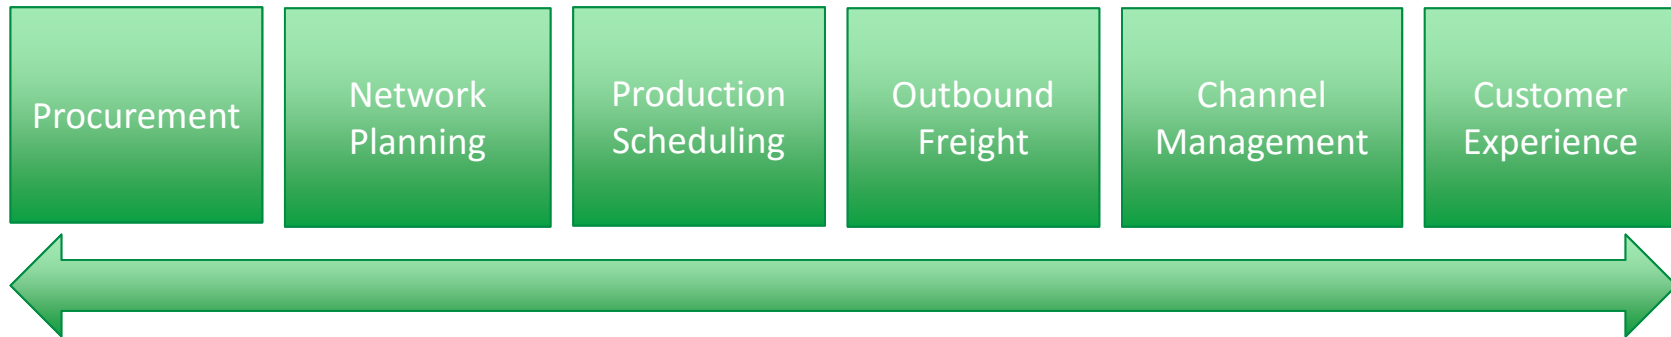 Procurement
Network
Planning
Production
Scheduling
Outbound
Freight
Channel
Management
Customer
Experience